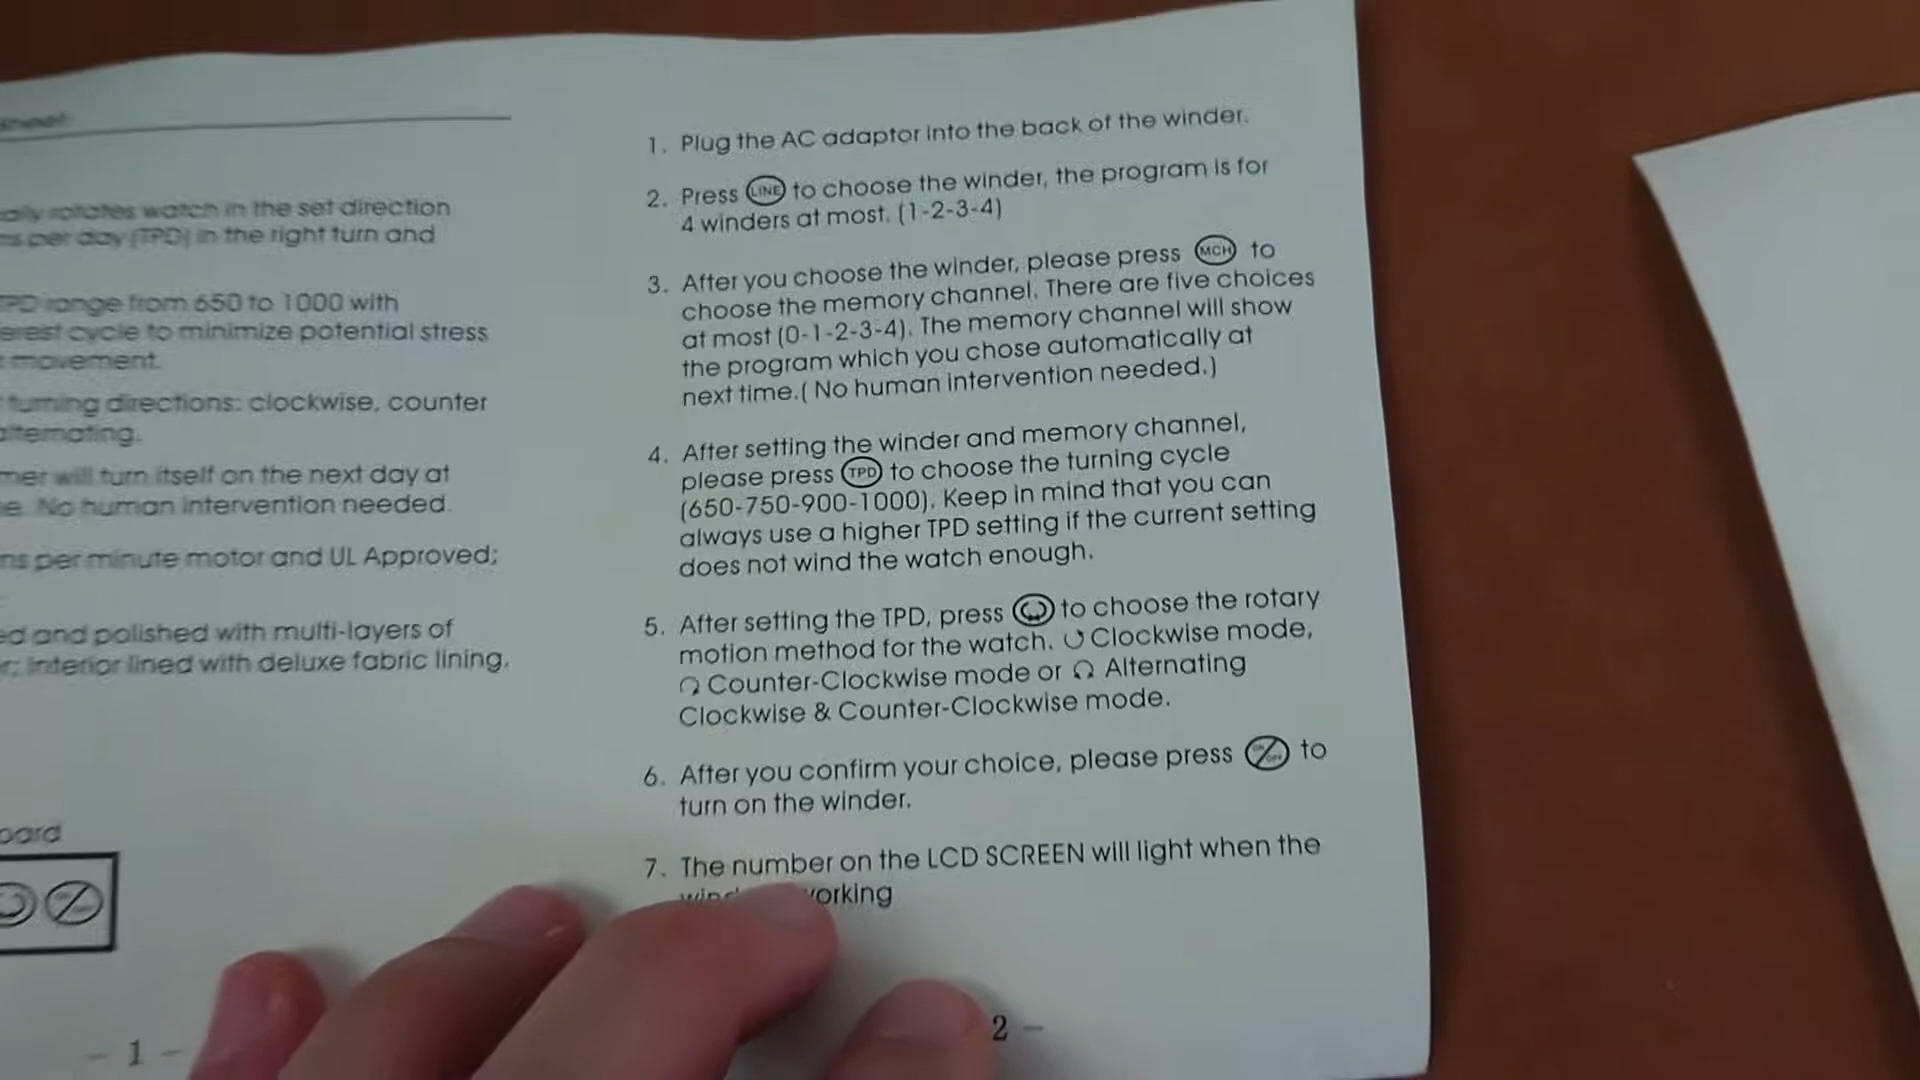 rotates watch in the set direction
per day (TPD) in the right turn and
TPD range from 650 to 1000 with
cycle to minimize potential stress
movement.
turning directions: clockwise, counter
alternating.
will turn itself on the next day at
No human intervention needed.
per minute motor and UL Approved;
and polished with multi-layers of
interior lined with deluxe fabric lining.
- 1 -
1. Plug the AC adaptor into the back of the winder.
2. Press LINE to choose the winder, the program is for
4 winders at most. (1-2-3-4)
3. After you choose the winder, please press MCH to
choose the memory channel. There are five choices
at most (0-1-2-3-4). The memory channel will show
the program which you chose automatically at
next time.( No human intervention needed.)
4. After setting the winder and memory channel,
please press TPD to choose the turning cycle
(650-750-900-1000). Keep in mind that you can
always use a higher TPD setting if the current setting
does not wind the watch enough.
5. After setting the TPD, press to choose the rotary
motion method for the watch. Clockwise mode,
Counter-Clockwise mode or Alternating
Clockwise & Counter-Clockwise mode.
6. After you confirm your choice, please press to
turn on the winder.
7. The number on the LCD SCREEN will light when the
working
2 -